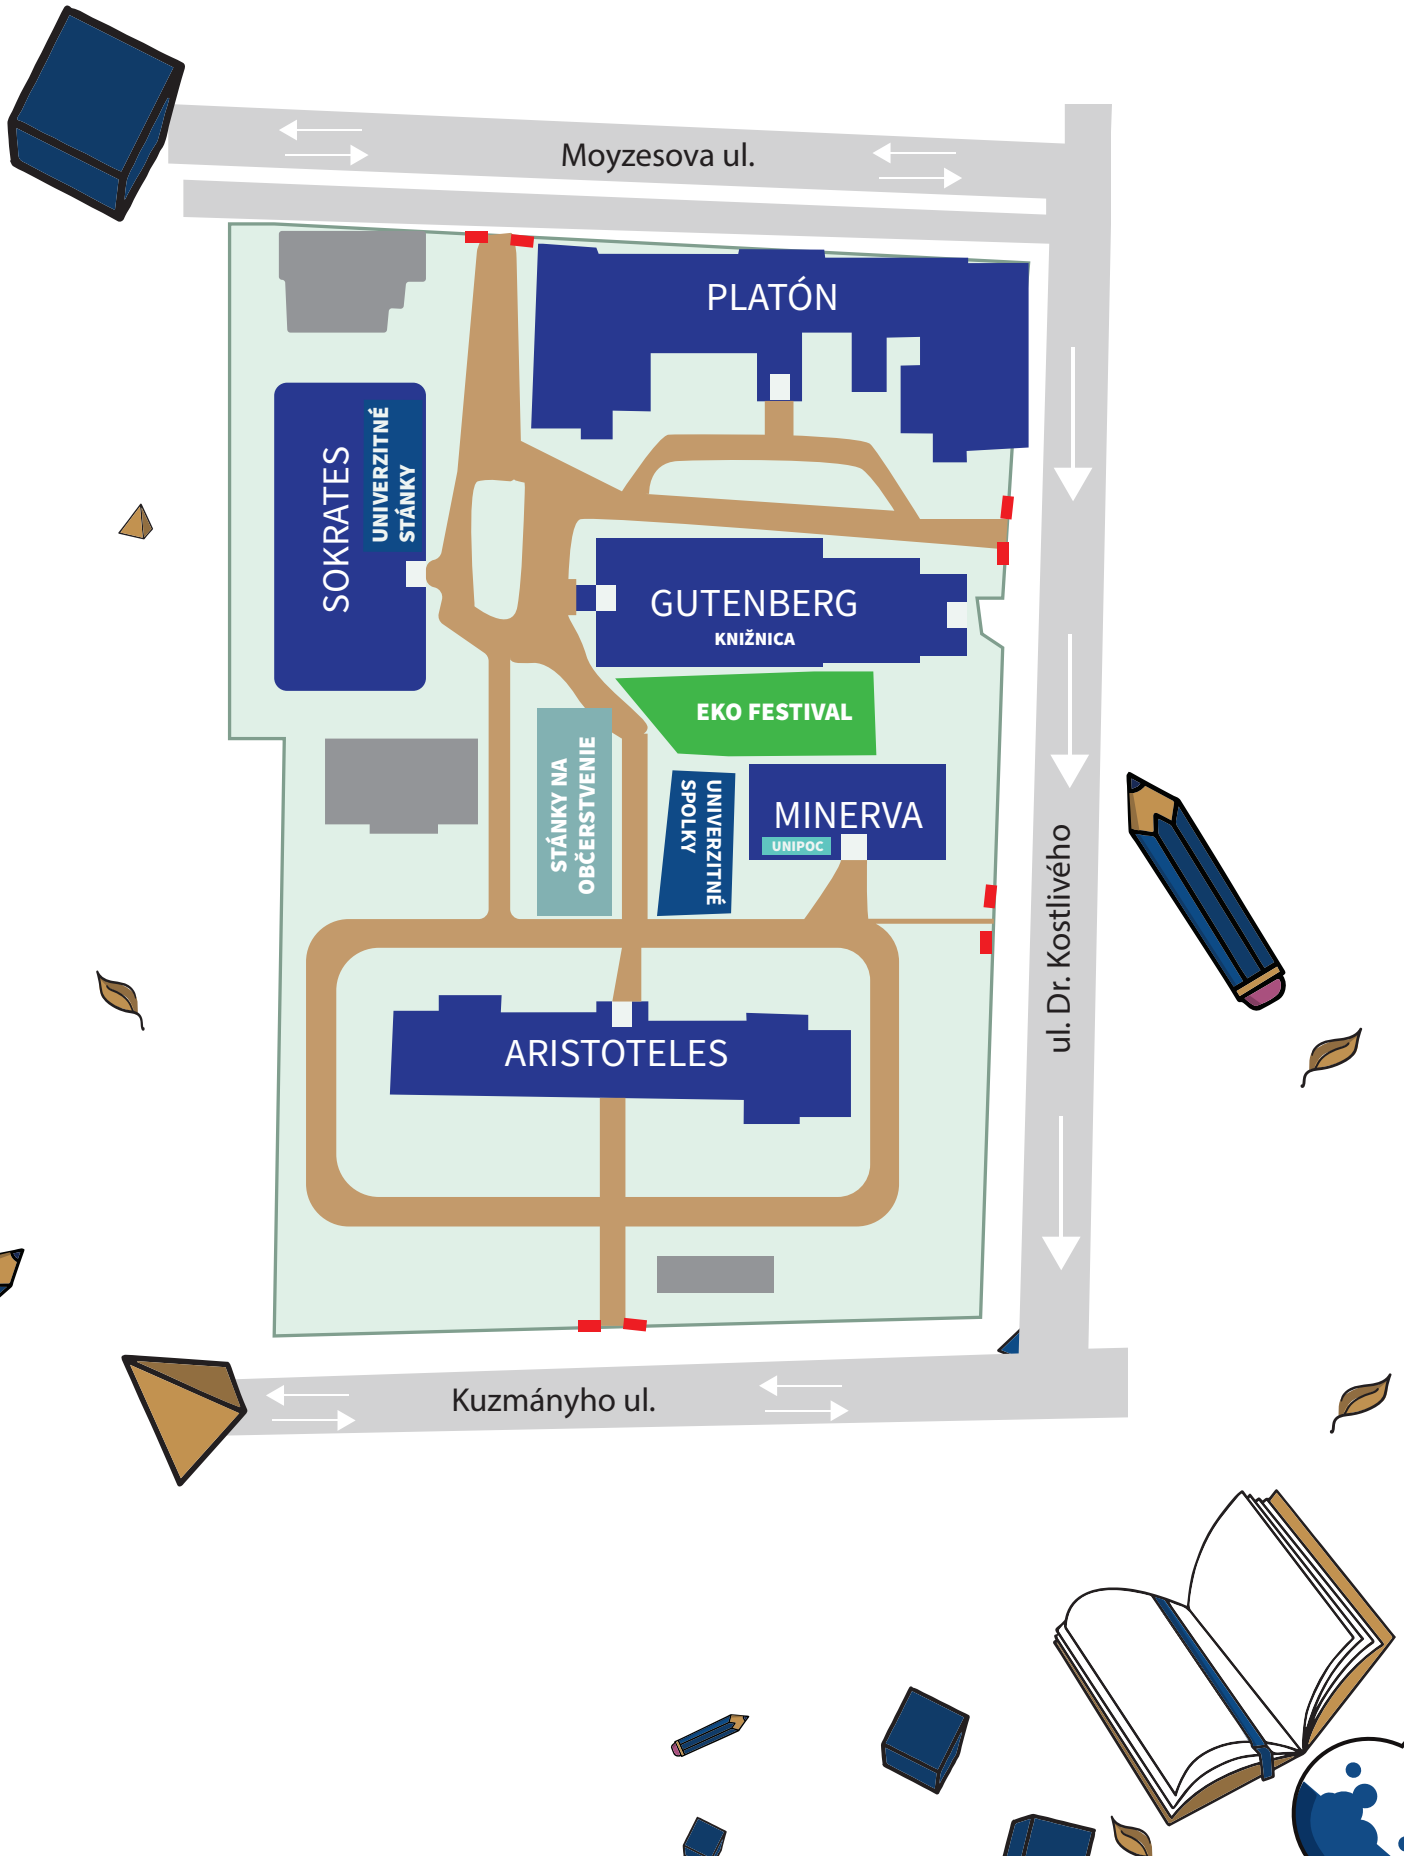 Moyzesova ul.
PLATÓN
SOKRATES
UNIVERZITNÉ
STÁNKY
GUTENBERG
KNIŽNICA
EKO FESTIVAL
STÁNKY NA
OBČERSTVENIE
UNIVERZITNÉ
SPOLKY
MINERVA
UNIPOC
ul. Dr. Kostlivého
ARISTOTELES
Kuzmányho ul.